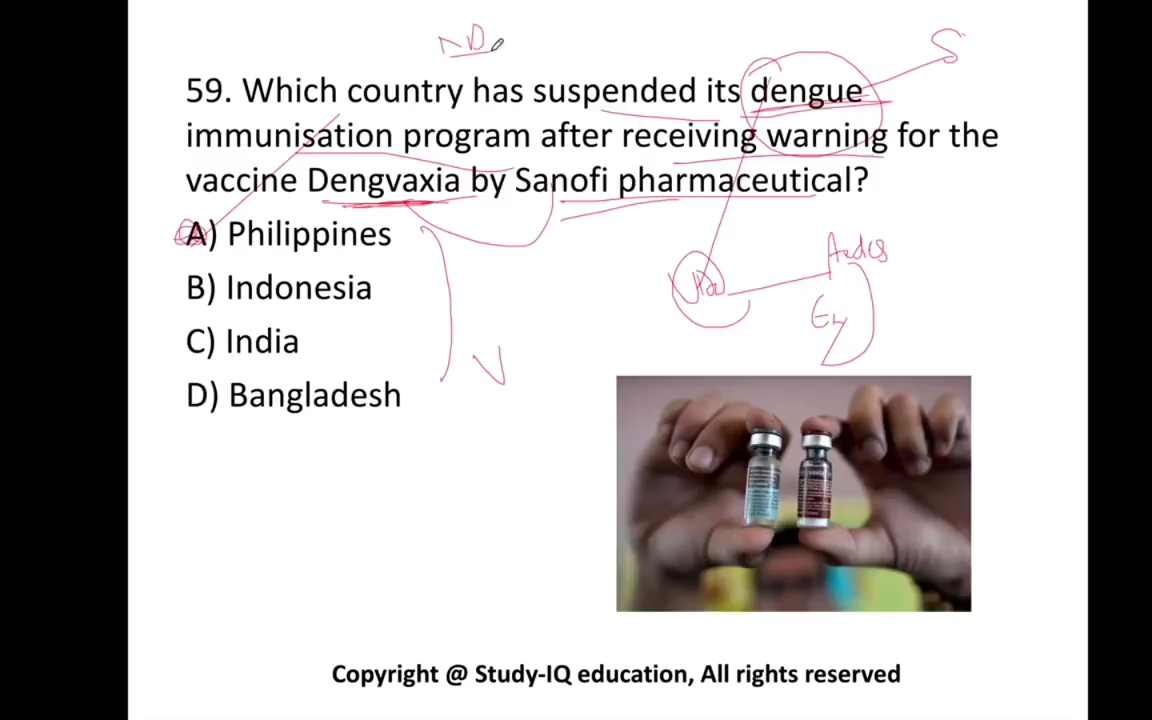 59. Which country has suspended its dengue
immunisation program after receiving warning for the
vaccine Dengvaxia by Sanofi pharmaceutical?
A) Philippines
B) Indonesia
C) India
D) Bangladesh
Aedes
V
S
Copyright @ Study-IQ education, All rights reserved